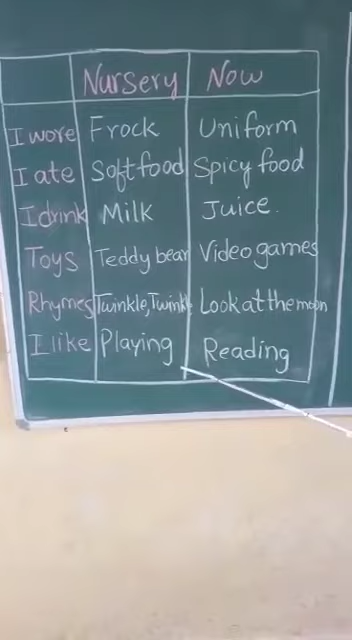 Nursery Now
I wore Frock Uniform
I ate Soft food Spicy food
I drink Milk Juice.
Toys Teddy bear Video games
Rhymes Twinkle, Twinkle Look at the moon
I like Playing Reading